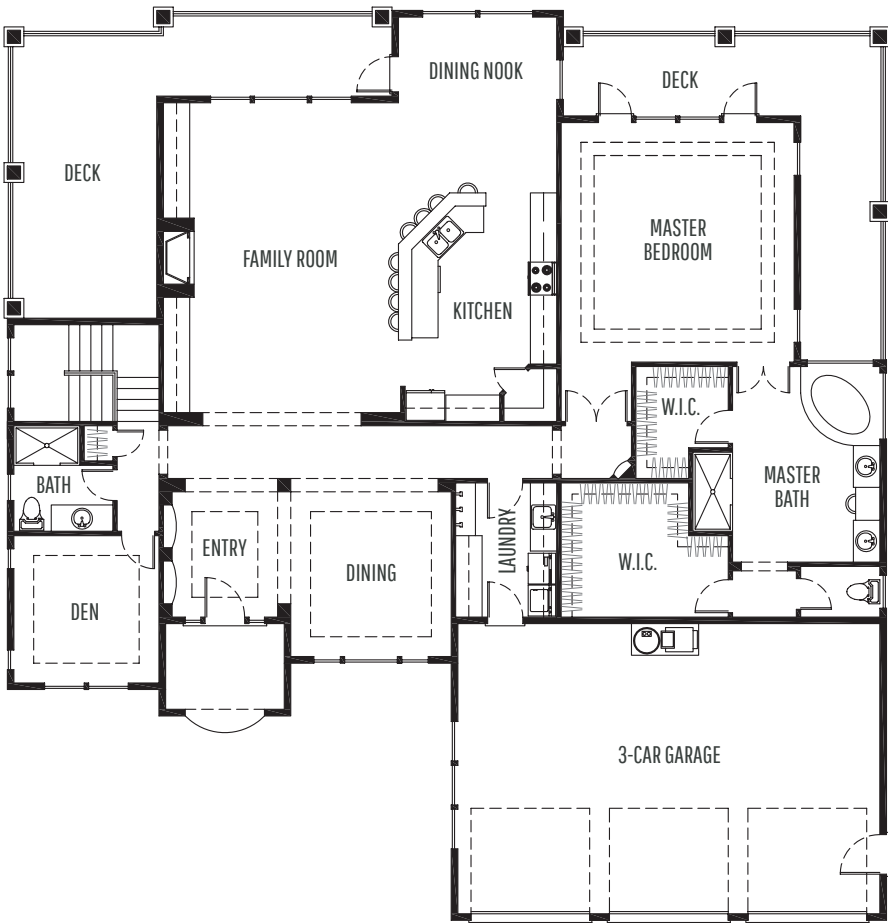 DINING NOOK
DECK
DECK
MASTER
BEDROOM
FAMILY ROOM
KITCHEN
W.I.C.
BATH
MASTER
BATH
LAUNDRY
ENTRY
W.I.C.
DINING
DEN
3-CAR GARAGE